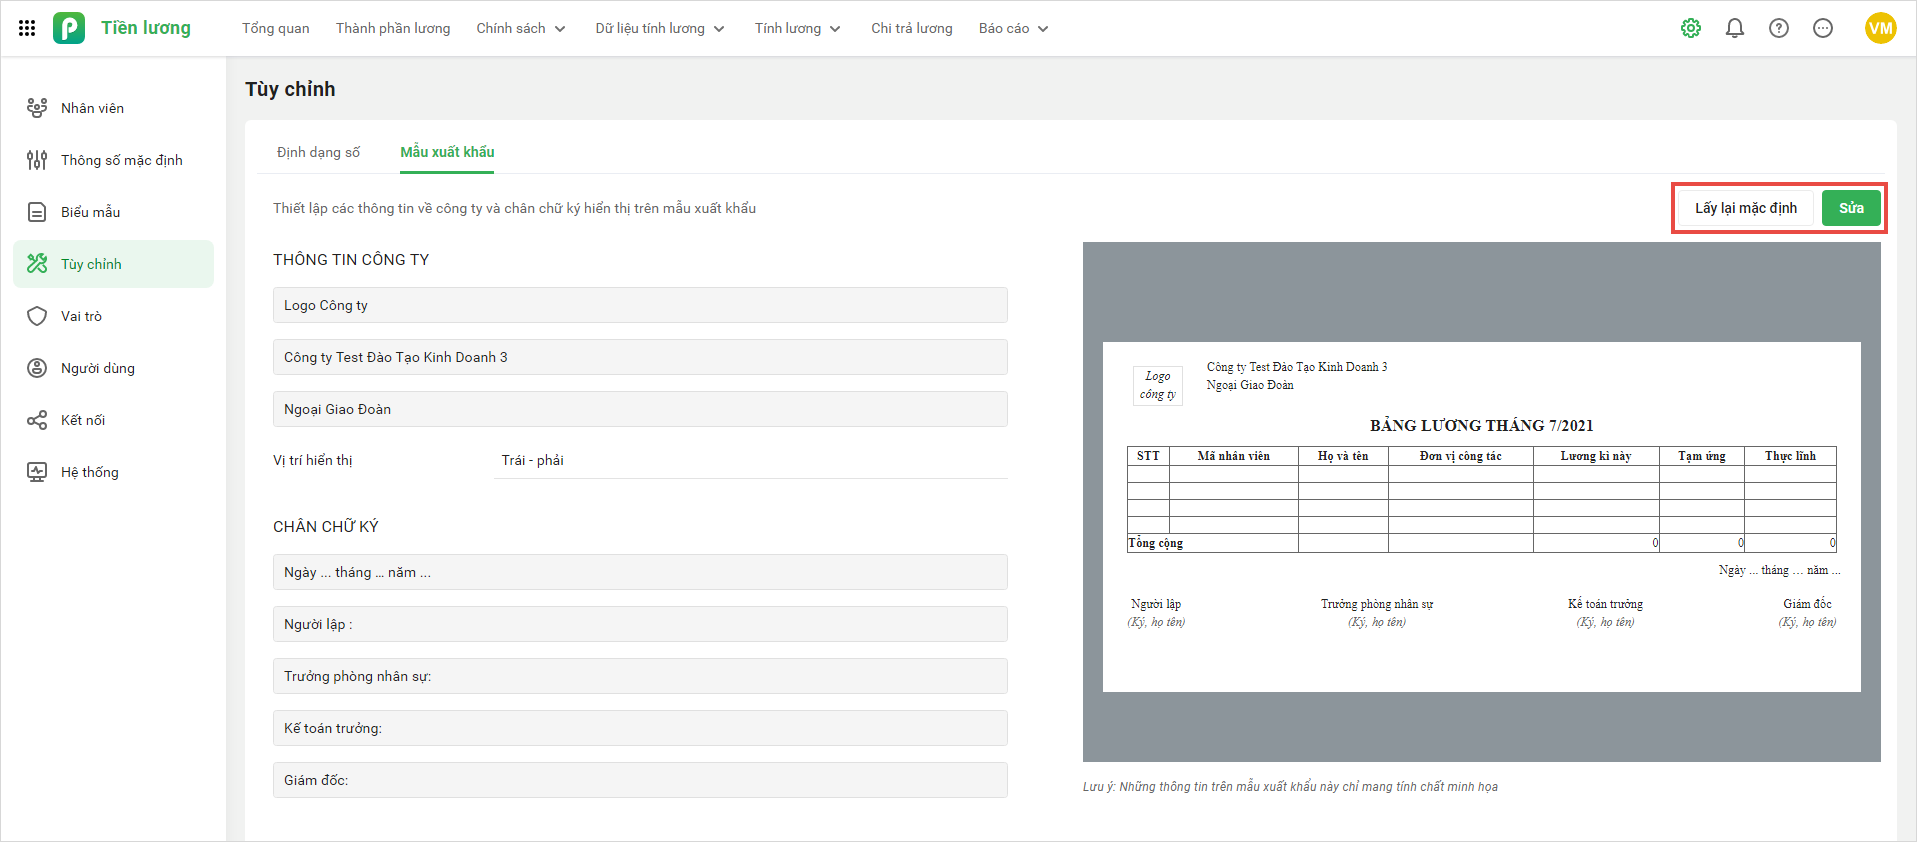 Tiền lương
Tổng quan
Thành phần lương
Chính sách
Dữ liệu tính lương
Tính lương
Chi trả lương
Báo cáo
VM
Nhân viên
Thông số mặc định
Biểu mẫu
Tùy chỉnh
Vai trò
Người dùng
Kết nối
Hệ thống
Tùy chỉnh
Định dạng số
Mẫu xuất khẩu
Thiết lập các thông tin về công ty và chân chữ ký hiển thị trên mẫu xuất khẩu
Lấy lại mặc định
Sửa
THÔNG TIN CÔNG TY
Logo Công ty
Công ty Test Đào Tạo Kinh Doanh 3
Ngoại Giao Đoàn
Vị trí hiển thị
Trái - phải
CHÂN CHỮ KÝ
Ngày ... tháng ... năm ...
Người lập :
Trưởng phòng nhân sự:
Kế toán trưởng:
Giám đốc:
Logo
công ty
Công ty Test Đào Tạo Kinh Doanh 3
Ngoại Giao Đoàn
BẢNG LƯƠNG THÁNG 7/2021
STT Mã nhân viên Họ và tên Đơn vị công tác Lương kì này Tạm ứng Thực lĩnh
Tổng cộng 0 0 0
Ngày ... tháng ... năm ...
Người lập Trưởng phòng nhân sự Kế toán trưởng Giám đốc
(Ký, họ tên) (Ký, họ tên) (Ký, họ tên) (Ký, họ tên)
Lưu ý: Những thông tin trên mẫu xuất khẩu này chỉ mang tính chất minh họa